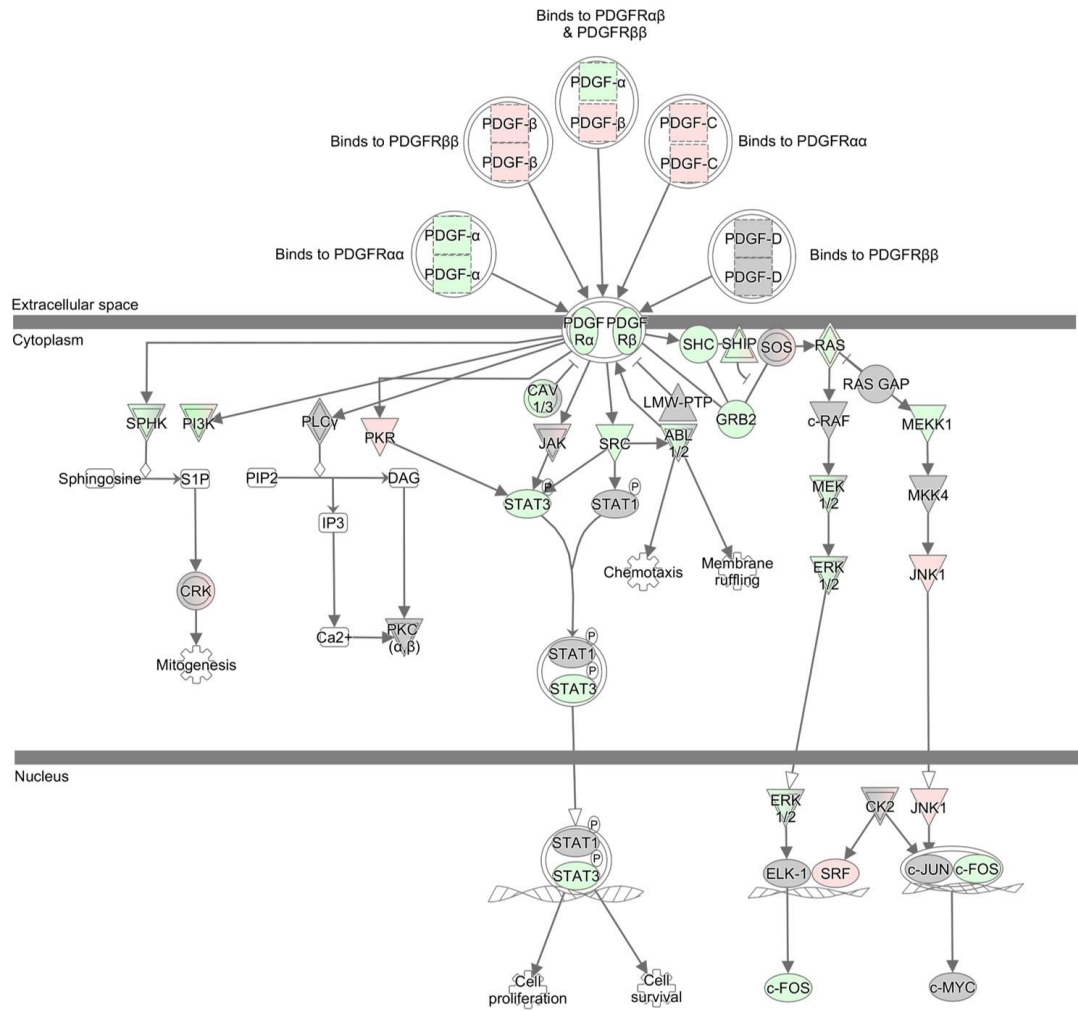 Binds to PDGFRαβ
& PDGFRββ
PDGF-α
PDGF-β
PDGF-β
PDGF-β
Binds to PDGFRββ
PDGF-C
PDGF-C
Binds to PDGFRαα
Binds to PDGFRαα
PDGF-α
PDGF-α
PDGF-D
PDGF-D
Binds to PDGFRββ
Extracellular space
Cytoplasm
PDGF
Rα
PDGF
Rβ
SHC
SHIP
SOS
RAS
RAS GAP
CAV
1/3
LMW-PTP
GRB2
SPHK
PI3K
PLCγ
PKR
JAK
SRC
ABL
1/2
c-RAF
MEKK1
Sphingosine
S1P
PIP2
DAG
STAT3
P
STAT1
P
MEK
1/2
MKK4
IP3
Chemotaxis
Membrane
ruffling
ERK
1/2
JNK1
CRK
Ca2+
PKC
(α,β)
Mitogenesis
STAT1
P
STAT3
P
Nucleus
ERK
1/2
CK2
JNK1
STAT1
P
STAT3
P
ELK-1
SRF
c-JUN
c-FOS
Cell
proliferation
Cell
survival
c-FOS
c-MYC